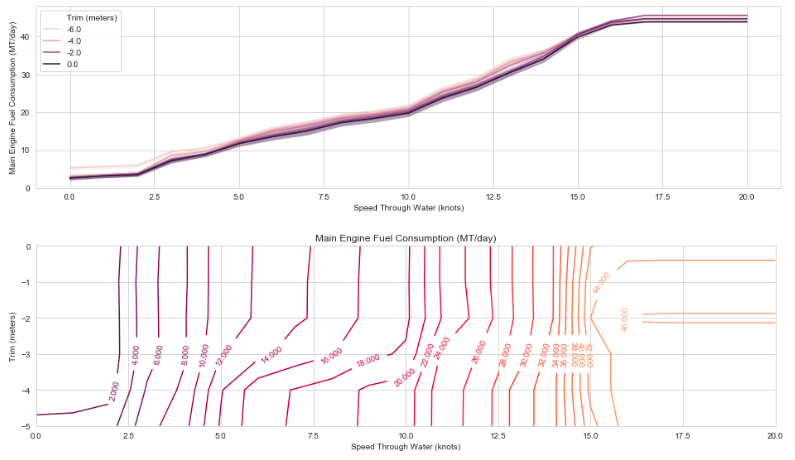 Main Engine Fuel Consumption (MT/day)
40
30
20
10
0
Trim (meters)
-6.0
-4.0
-2.0
0.0
0.0 2.5 5.0 7.5 10.0 12.5 15.0 17.5 20.0
Speed Through Water (knots)
Main Engine Fuel Consumption (MT/day)
Trim (meters)
0
−1
−2
−3
−4
−5
2.000 4.000 6.000 8.000 10.000 12.000 14.000 16.000 18.000 20.000 22.000 24.000 26.000 28.000 30.000 32.000 34.000 36.000 38.000 40.000 42.000 44.000 46.000
0.0 2.5 5.0 7.5 10.0 12.5 15.0 17.5 20.0
Speed Through Water (knots)